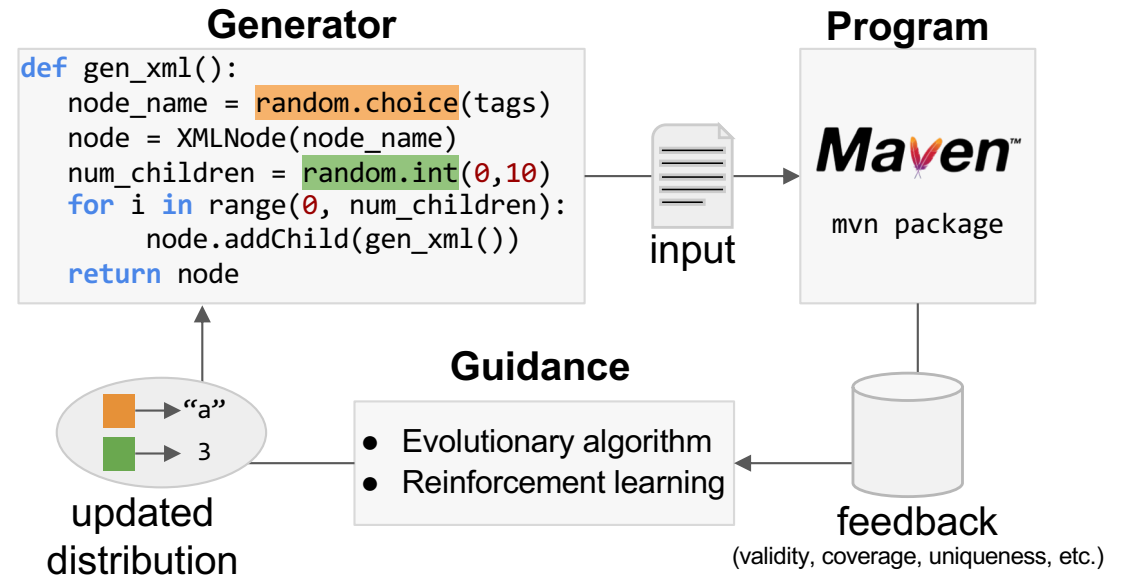 Generator
def gen_xml():
node_name = random.choice(tags)
node = XMLNode(node_name)
num_children = random.int(0,10)
for i in range(0, num_children):
node.addChild(gen_xml())
return node
input
Program
Maven™
mvn package
feedback
(validity, coverage, uniqueness, etc.)
Guidance
● Evolutionary algorithm
● Reinforcement learning
“a”
3
updated
distribution